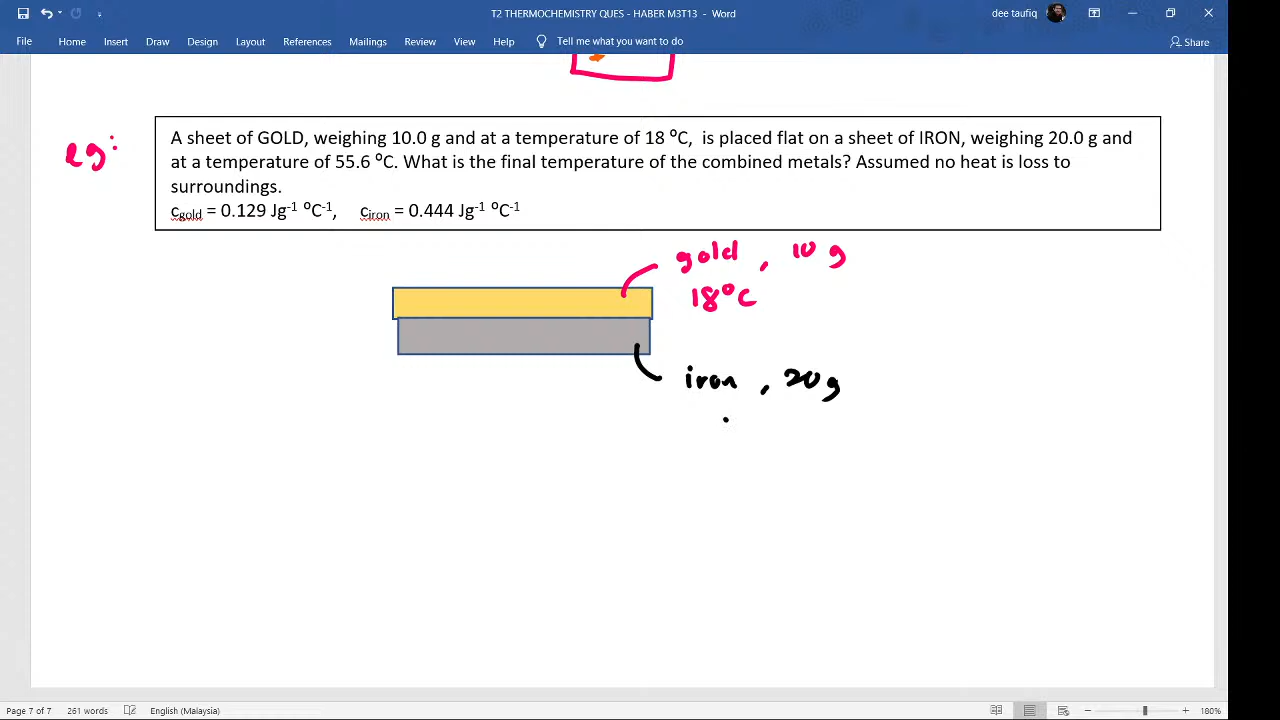 T2 THERMOCHEMISTRY QUES - HABER M3T13 - Word
dee taufiq
File Home Insert Draw Design Layout References Mailings Review View Help Tell me what you want to do Share
eg:
A sheet of GOLD, weighing 10.0 g and at a temperature of 18 ⁰C, is placed flat on a sheet of IRON, weighing 20.0 g and
at a temperature of 55.6 ⁰C. What is the final temperature of the combined metals? Assumed no heat is loss to
surroundings.
cgold = 0.129 Jg⁻¹ ⁰C⁻¹, ciron = 0.444 Jg⁻¹ ⁰C⁻¹
gold, 10 g
18°C
iron, 20g
Page 7 of 7 261 words English (Malaysia) 180%